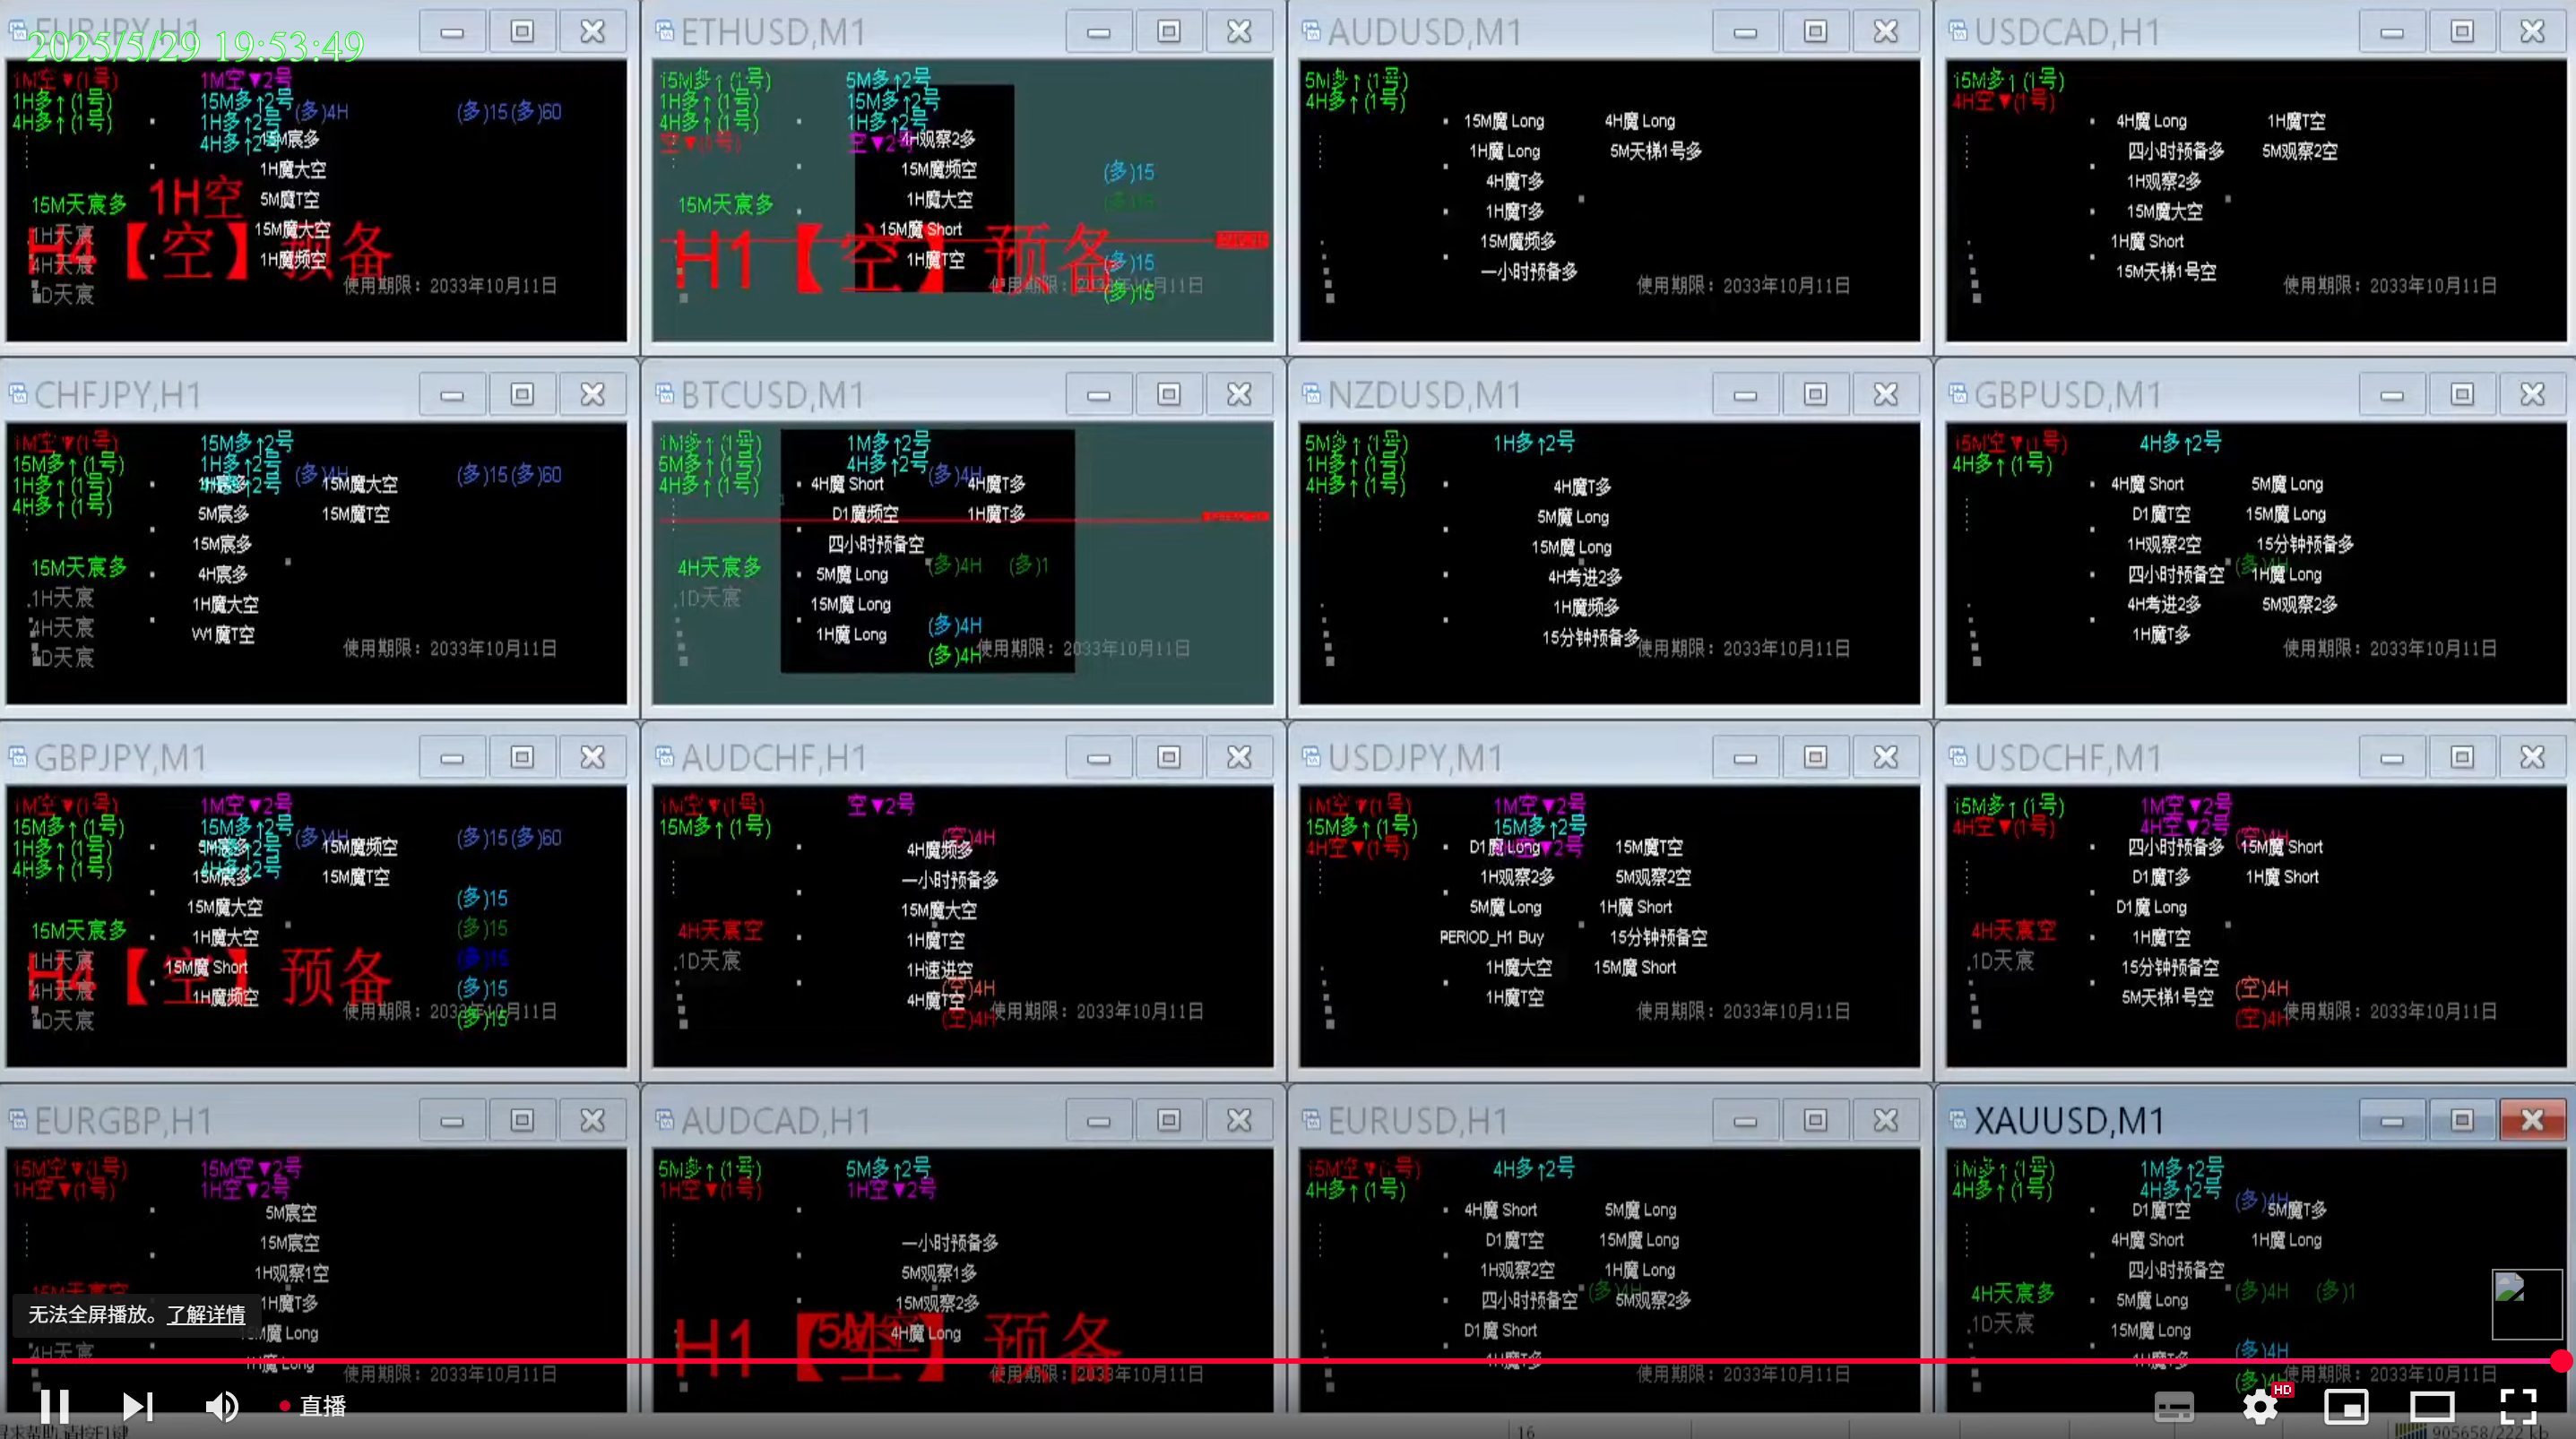 EURJPY,H1
2025/5/29 19:53:49
1M空▼(1号) 1M空▼2号
1H多↑(1号) 15M多↑2号 (多)4H (多)15(多)60
4H多↑(1号) 1H多↑2号
4H多↑2号 15M宸多
1H魔大空
15M天宸多 1H空 5M魔T空
1H天宸 15M魔大空
H4【空】预备
4H天宸 1H魔频空
1D天宸 使用期限：2033年10月11日
ETHUSD,M1
15M多↑(1号) 5M多↑2号
1H多↑(1号) 15M多↑2号
4H多↑(1号) 1H多↑2号
空▼(1号) 空▼2号 4H观察2多
15M魔频空 (多)15
15M天宸多 1H魔大空
15M魔 Short
H1【空】预备
1H魔T空 (多)15
使用期限：2033年10月11日 (多)15
AUDUSD,M1
5M多↑(1号)
4H多↑(1号)
15M魔 Long 4H魔 Long
1H魔 Long 5M天梯1号多
4H魔T多
1H魔T多
15M魔频多
一小时预备多
使用期限：2033年10月11日
USDCAD,H1
15M多↑(1号)
4H空▼(1号)
4H魔 Long 1H魔T空
四小时预备多 5M观察2空
1H观察2多
15M魔大空
1H魔 Short
15M天梯1号空
使用期限：2033年10月11日
CHFJPY,H1
1M空▼(1号) 15M多↑2号
15M多↑(1号) 1H多↑2号 (多)4H (多)15(多)60
1H多↑(1号) 1H宸多 15M魔大空
4H多↑(1号) 5M宸多 15M魔T空
15M宸多
15M天宸多 4H宸多
1H天宸 1H魔大空
4H天宸 W1魔T空
1D天宸 使用期限：2033年10月11日
BTCUSD,M1
1M多↑(1号) 1M多↑2号
5M多↑(1号) 4H多↑2号 (多)4H
4H多↑(1号) 4H魔 Short 4H魔T多
D1魔频空 1H魔T多
四小时预备空
4H天宸多 5M魔 Long (多)4H (多)1
1D天宸 15M魔 Long
1H魔 Long (多)4H
(多)4H 使用期限：2033年10月11日
NZDUSD,M1
5M多↑(1号) 1H多↑2号
1H多↑(1号)
4H多↑(1号) 4H魔T多
5M魔 Long
15M魔 Long
4H考进2多
1H魔频多
15分钟预备多
使用期限：2033年10月11日
GBPUSD,M1
15M空▼(1号) 4H多↑2号
4H多↑(1号)
4H魔 Short 5M魔 Long
D1魔T空 15M魔 Long
1H观察2空 15分钟预备多
四小时预备空 1H魔 Long
4H考进2多 5M观察2多
1H魔T多
使用期限：2033年10月11日
GBPJPY,M1
1M空▼(1号) 1M空▼2号
15M多↑(1号) 15M多↑2号 (多)4H (多)15(多)60
1H多↑(1号) 5M宸多 15M魔频空
4H多↑(1号) 15M宸多 15M魔T空
15M魔大空 (多)15
15M天宸多 1H魔大空 (多)15
1H天宸 15M魔 Short (多)15
H4【空】预备
4H天宸 1H魔频空 (多)15
1D天宸 使用期限：2033年10月11日 (多)15
AUDCHF,H1
1M空▼(1号) 空▼2号
15M多↑(1号) (空)4H
4H魔频多
一小时预备多
15M魔大空
4H天宸空 1H魔T空
1D天宸 1H速进空
4H魔T空 (空)4H
(空)4H 使用期限：2033年10月11日
USDJPY,M1
1M空▼(1号) 1M空▼2号
15M多↑(1号) 15M多↑2号
4H空▼(1号) D1魔 Long 15M魔T空
1H观察2多 5M观察2空
5M魔 Long 1H魔 Short
PERIOD_H1 Buy 15分钟预备空
1H魔大空 15M魔 Short
1H魔T空
使用期限：2033年10月11日
USDCHF,M1
15M多↑(1号) 1M空▼2号
4H空▼(1号) 4H空▼2号 (空)4H
四小时预备多 15M魔 Short
D1魔T多 1H魔 Short
D1魔 Long
4H天宸空 1H魔T空
1D天宸 15分钟预备空
5M天梯1号空 (空)4H
(空)4H 使用期限：2033年10月11日
EURGBP,H1
15M空▼(1号) 15M空▼2号
1H空▼(1号) 1H空▼2号
5M宸空
15M宸空
1H观察1空
15M天宸空 1H魔T多
无法全屏播放。了解详情
魔 Long
4H天宸 1H魔 Long
使用期限：2033年10月11日
AUDCAD,H1
5M多↑(1号) 5M多↑2号
1H空▼(1号) 1H空▼2号
一小时预备多
5M观察1多
15M观察2多
H1【空】预备
4H魔 Long
使用期限：2033年10月11日
EURUSD,H1
15M空▼(1号) 4H多↑2号
4H多↑(1号)
4H魔 Short 5M魔 Long
D1魔T空 15M魔 Long
1H观察2空 1H魔 Long
四小时预备空 5M观察2多
D1魔 Short
1H魔T多
使用期限：2033年10月11日
XAUUSD,M1
1M多↑(1号) 1M多↑2号
4H多↑(1号) 4H多↑2号 (多)4H
D1魔T空 5M魔T多
4H魔 Short 1H魔 Long
四小时预备空
4H天宸多 5M魔 Long (多)4H (多)1
1D天宸 15M魔 Long
1H魔T多 (多)4H
使用期限：2033年10月11日
直播
HD
16
905658/222 kb